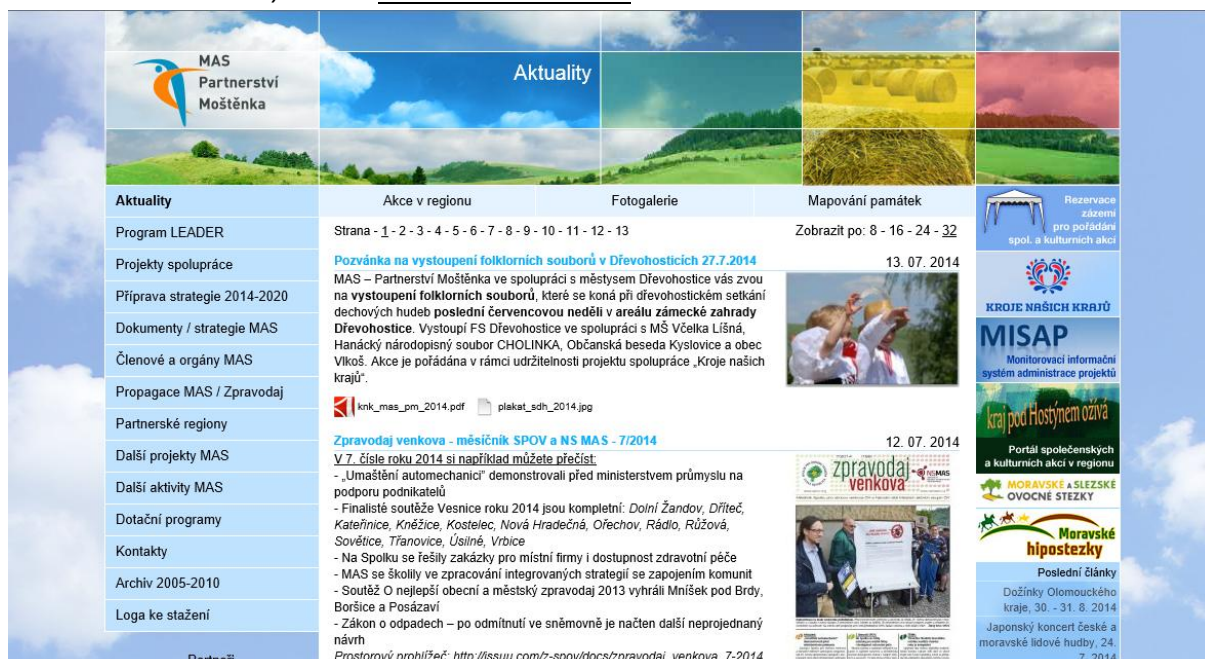 MAS
Partnerství
Moštěnka
Aktuality
Aktuality
Program LEADER
Projekty spolupráce
Příprava strategie 2014-2020
Dokumenty / strategie MAS
Členové a orgány MAS
Propagace MAS / Zpravodaj
Partnerské regiony
Další projekty MAS
Další aktivity MAS
Dotační programy
Kontakty
Archiv 2005-2010
Loga ke stažení
Akce v regionu
Fotogalerie
Mapování památek
Strana - 1 - 2 - 3 - 4 - 5 - 6 - 7 - 8 - 9 - 10 - 11 - 12 - 13
Zobrazit po: 8 - 16 - 24 - 32
Pozvánka na vystoupení folklorních souborů v Dřevohosticích 27.7.2014
13. 07. 2014
MAS – Partnerství Moštěnka ve spolupráci s městysem Dřevohostice vás zvou
na vystoupení folklorních souborů, které se koná při dřevohostickém setkání
dechových hudeb poslední červencovou neděli v areálu zámecké zahrady
Dřevohostice. Vystoupí FS Dřevohostice ve spolupráci s MŠ Včelka Líšná,
Hanácký národopisný soubor CHOLINKA, Občanská beseda Kyslovice a obec
Vlkoš. Akce je pořádána v rámci udržitelnosti projektu spolupráce „Kroje našich
krajů“.
knk_mas_pm_2014.pdf
plakat_sdh_2014.jpg
Zpravodaj venkova - měsíčník SPOV a NS MAS - 7/2014
12. 07. 2014
V 7. čísle roku 2014 si například můžete přečíst:
- „Umaštění automechanici” demonstrovali před ministerstvem průmyslu na
podporu podnikatelů
- Finalisté soutěže Vesnice roku 2014 jsou kompletní: Dolní Žandov, Dříteč,
Kateřinice, Kněžice, Kostelec, Nová Hradečná, Ořechov, Rádlo, Růžová,
Sovětice, Třanovice, Úsilné, Vrbice
- Na Spolku se řešily zakázky pro místní firmy i dostupnost zdravotní péče
- MAS se školily ve zpracování integrovaných strategií se zapojením komunit
- Soutěž O nejlepší obecní a městský zpravodaj 2013 vyhráli Mníšek pod Brdy,
Boršice a Posázaví
- Zákon o odpadech – po odmítnutí ve sněmovně je načten další neprojednaný
návrh
Prostorový prohlížeč: http://issuu.com/z-spov/docs/zpravodaj_venkova_7-2014
zpravodaj
venkova
NSMAS
Rezervace
zázemí
pro pořádání
spol. a kulturních akcí
KROJE NAŠICH KRAJŮ
MISAP
Monitorovací informační
systém administrace projektů
kraj pod Hostýnem ožívá
Portál společenských
a kulturních akcí v regionu
MORAVSKÉ A SLEZSKÉ
OVOCNÉ STEZKY
Moravské
hipostezky
Poslední články
Dožínky Olomouckého
kraje, 30. - 31. 8. 2014
Japonský koncert české a
moravské lidové hudby, 24.
7. 2014